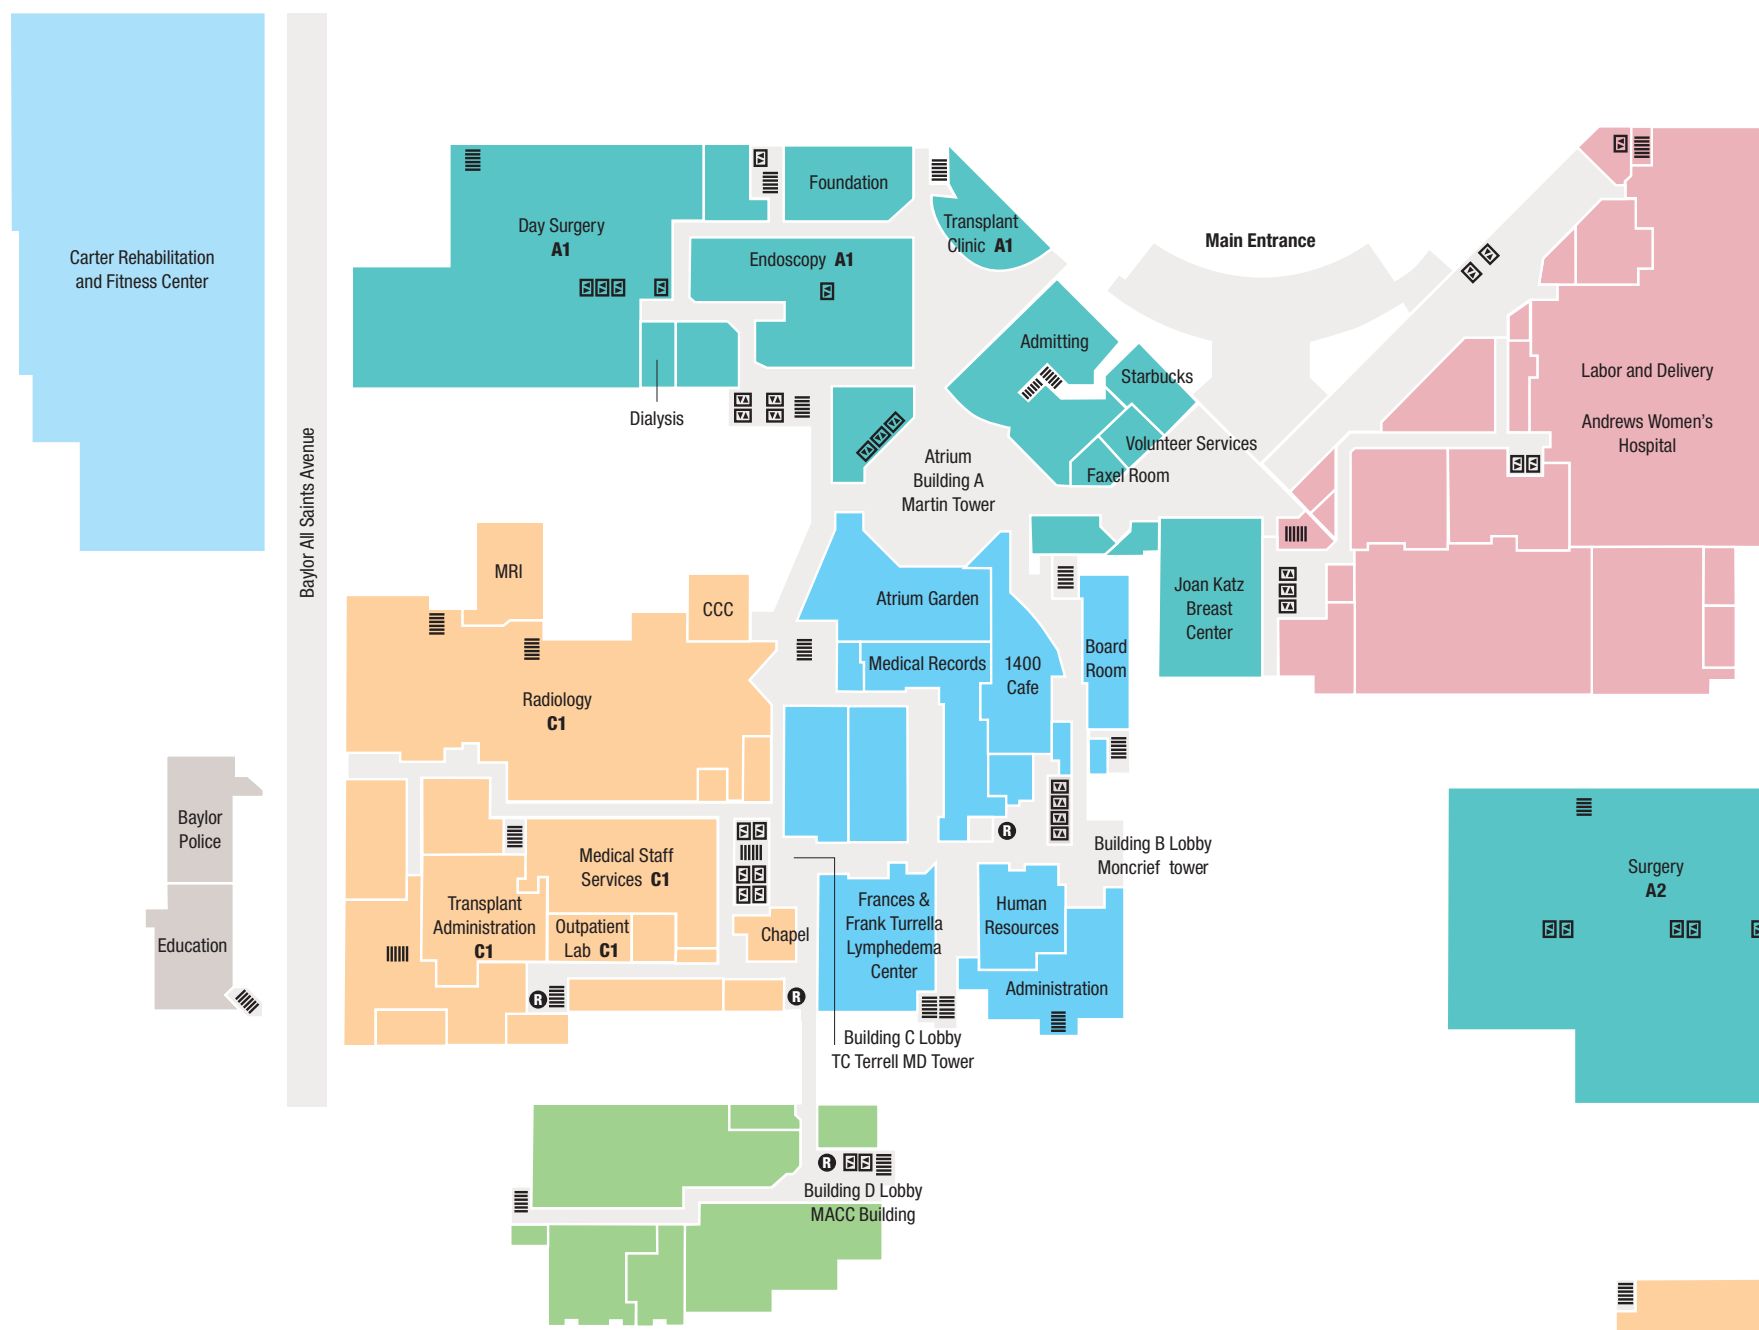 Carter Rehabilitation
and Fitness Center
Baylor All Saints Avenue
Day Surgery
A1
Foundation
Endoscopy A1
Transplant
Clinic A1
Main Entrance
Dialysis
Admitting
Starbucks
Volunteer Services
Faxel Room
Atrium
Building A
Martin Tower
Labor and Delivery
Andrews Women's
Hospital
MRI
CCC
Radiology
C1
Atrium Garden
Medical Records
1400
Cafe
Board
Room
Joan Katz
Breast
Center
Baylor
Police
Education
Medical Staff
Services C1
Transplant
Administration
C1
Outpatient
Lab C1
Chapel
R
R
R
Frances &
Frank Turrella
Lymphedema
Center
Human
Resources
Administration
Building B Lobby
Moncrief tower
Surgery
A2
Building C Lobby
TC Terrell MD Tower
R
Building D Lobby
MACC Building